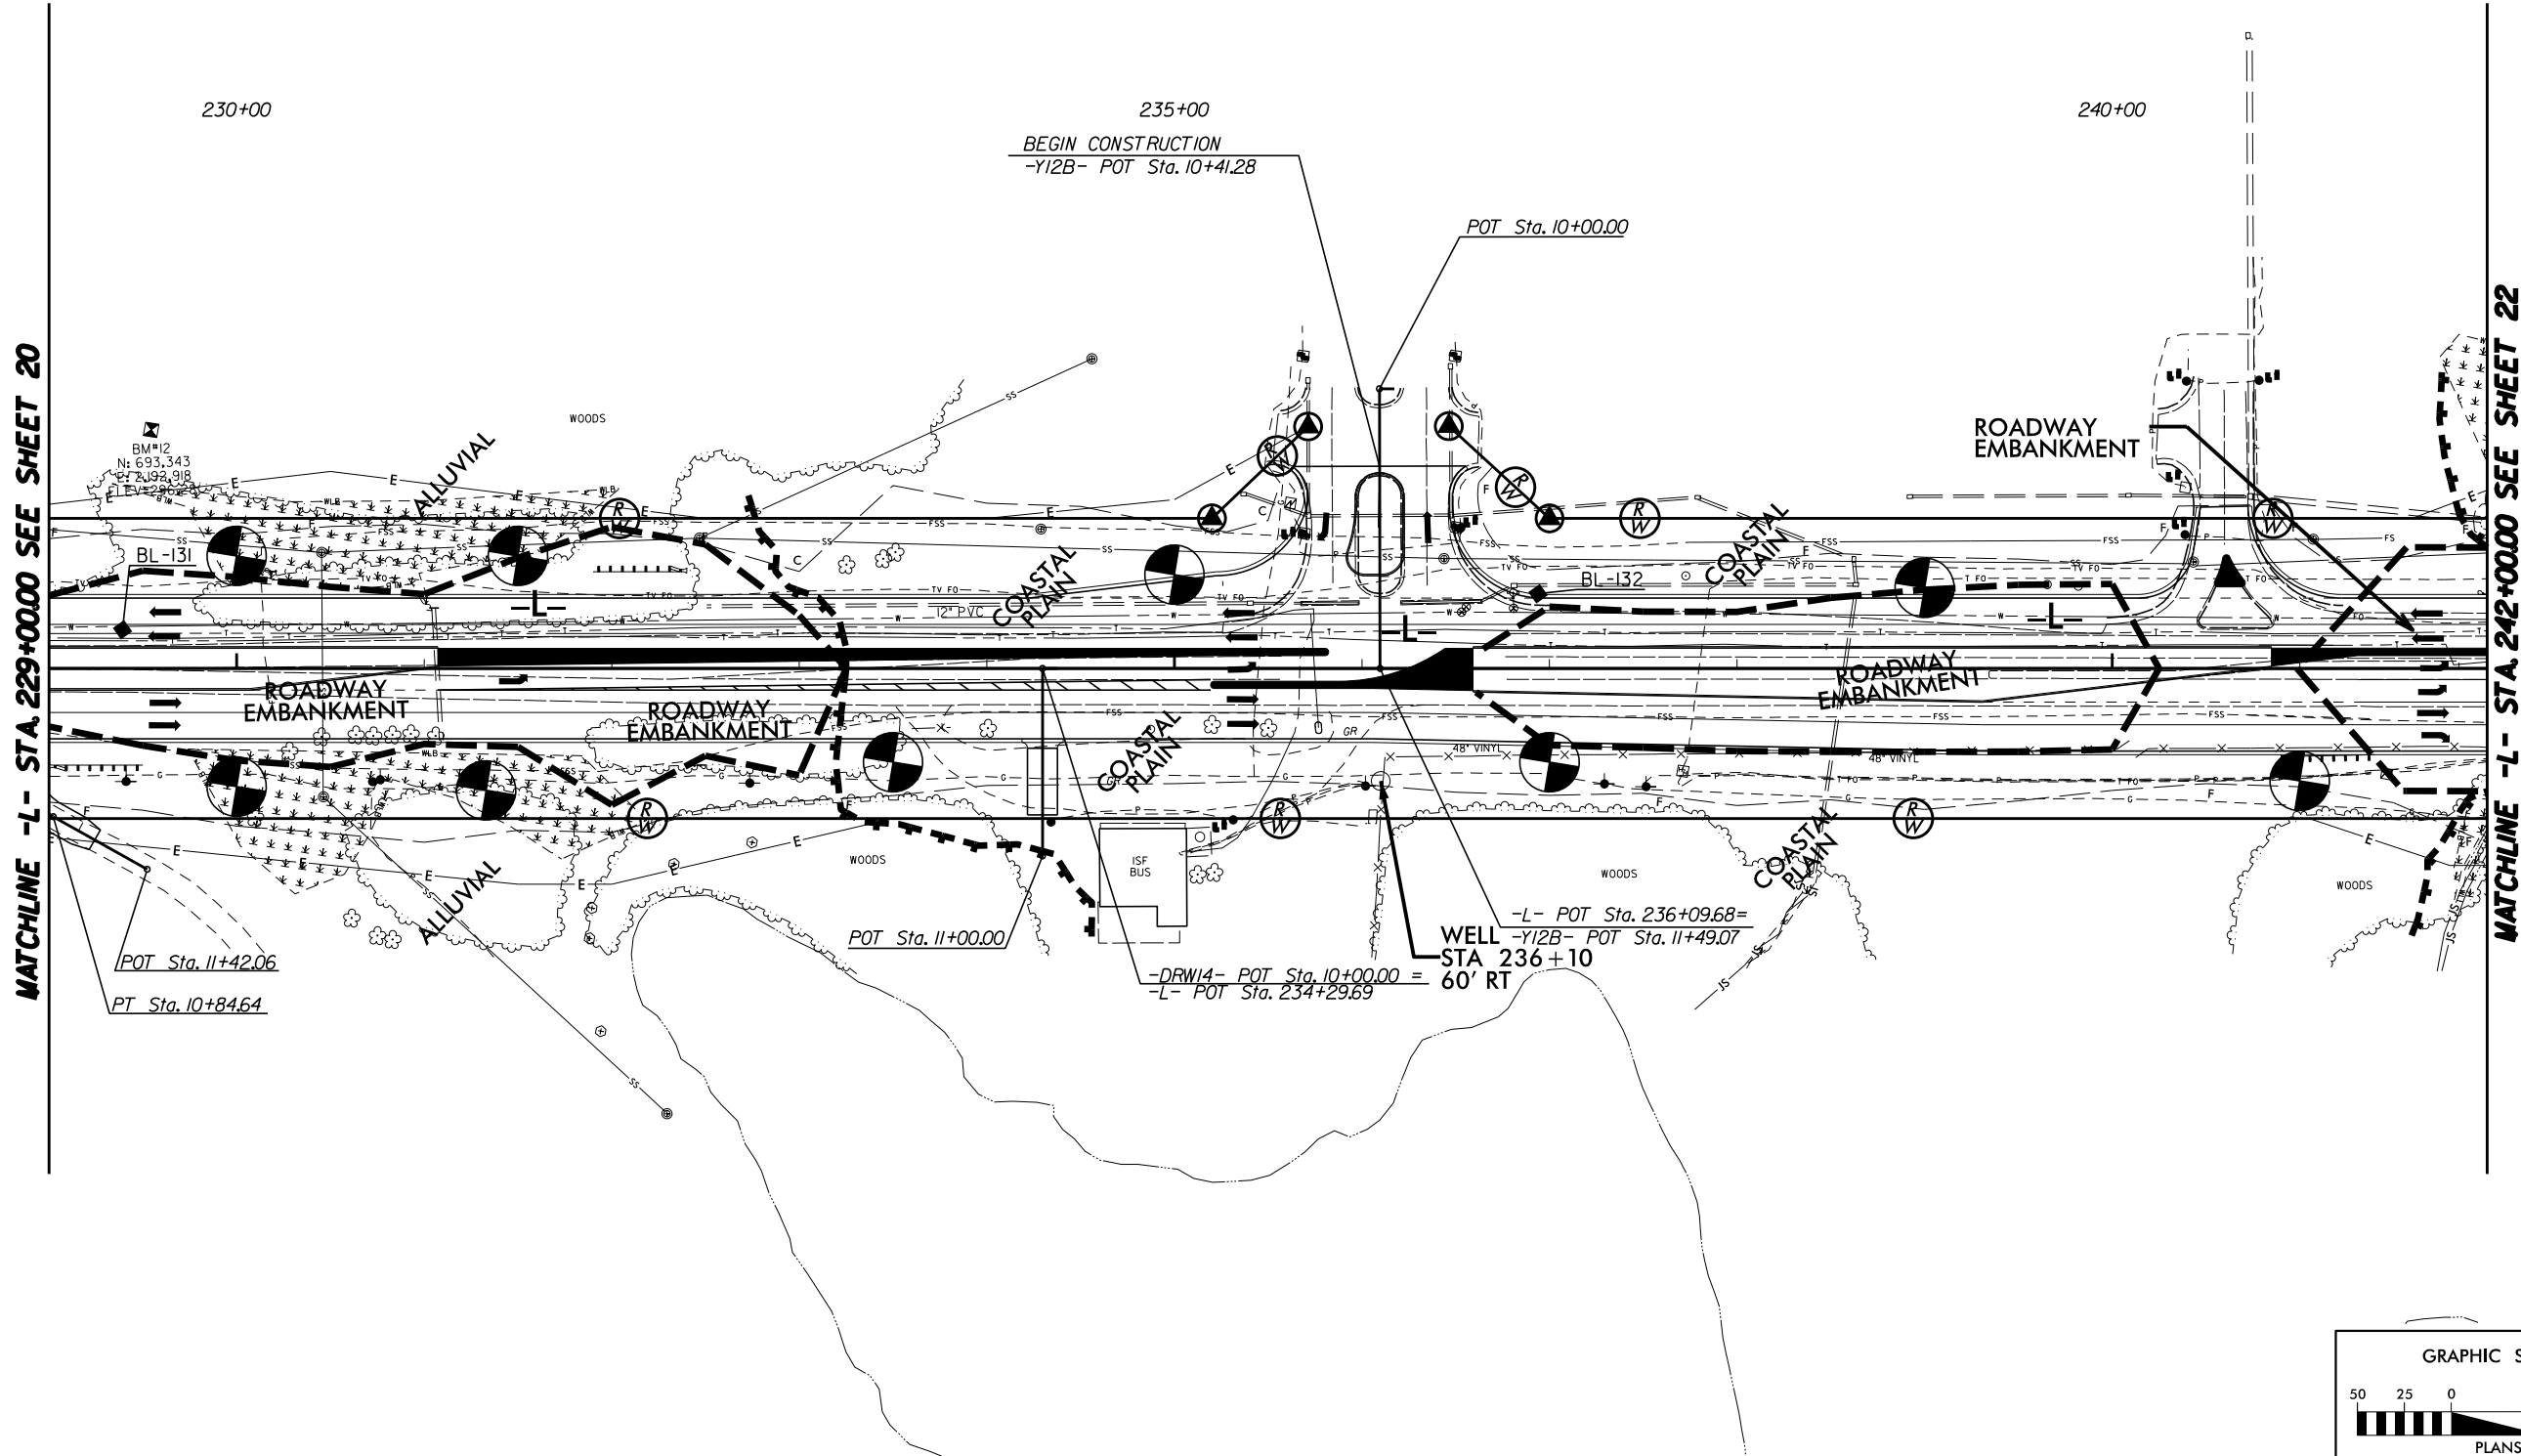 230+00
235+00
240+00
BEGIN CONSTRUCTION
-Y12B- POT Sta. 10+41.28
POT Sta. 10+00.00
MATCHLINE -L- STA. 229+00.00 SEE SHEET 20
MATCHLINE -L- STA. 242+00.00 SEE SHEET 22
WOODS
ALLUVIAL
BM#12
N: 693,343
E: 2,192,918
BL-131
ROADWAY
EMBANKMENT
COASTAL
PLAIN
COASTAL
PLAIN
BL-132
12" PVC
-L-
-L-
-L-
ROADWAY
EMBANKMENT
ROADWAY
EMBANKMENT
ROADWAY
EMBANKMENT
COASTAL
PLAIN
GR
48" VINYL
48" VINYL
ISF
BUS
WOODS
WOODS
WOODS
COASTAL
PLAIN
ALLUVIAL
R
W
R
W
R
W
R
W
R
W
R
W
R
W
R
W
POT Sta. 11+42.06
PT Sta. 10+84.64
POT Sta. 11+00.00
-DRW14- POT Sta. 10+00.00 =
-L- POT Sta. 234+29.69
-L- POT Sta. 236+09.68=
-Y12B- POT Sta. 11+49.07
WELL
STA 236+10
60' RT
GRAPHIC S
50 25 0
PLANS